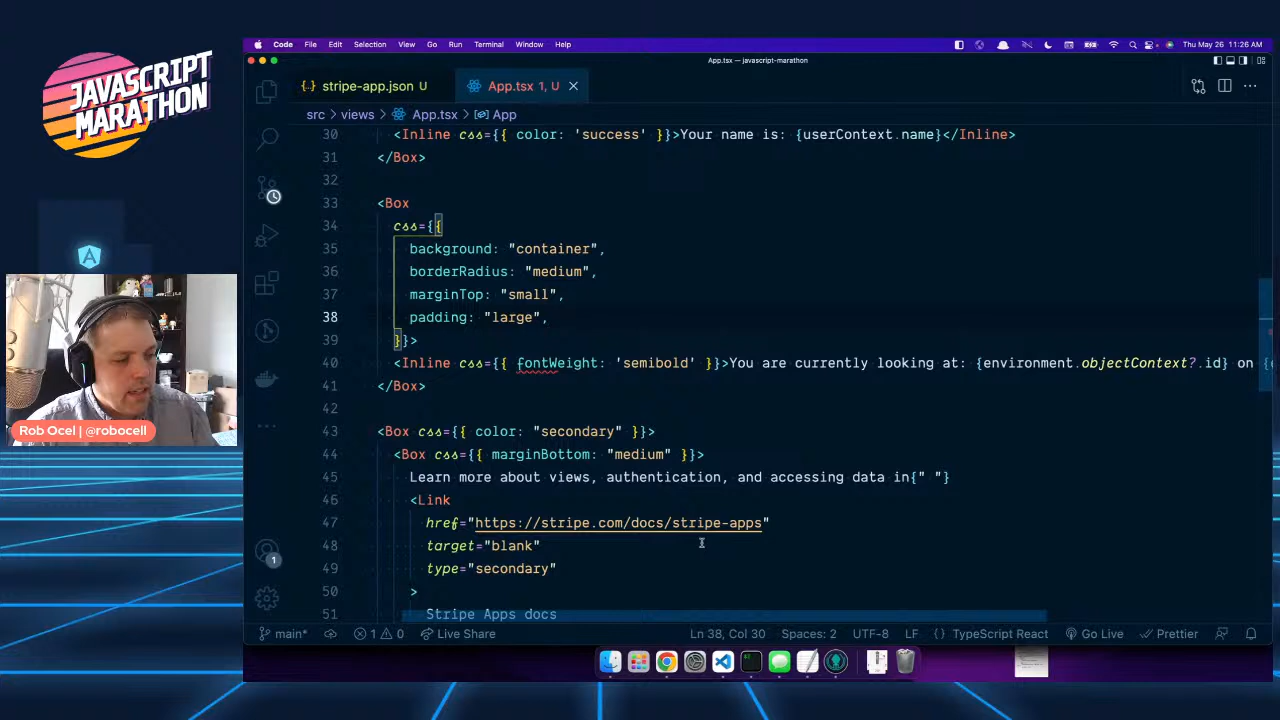 JAVASCRIPT
MARATHON
Rob Ocel | @robocell
Code File Edit Selection View Go Run Terminal Window Help
Thu May 26 11:26 AM
App.tsx — javascript-marathon
{..} stripe-app.json U
App.tsx 1, U
src > views > App.tsx > App
30 <Inline css={{ color: 'success' }}>Your name is: {userContext.name}</Inline>
31 </Box>
32
33 <Box
34 css={{
35 background: "container",
36 borderRadius: "medium",
37 marginTop: "small",
38 padding: "large",
39 }}>
40 <Inline css={{ fontWeight: 'semibold' }}>You are currently looking at: {environment.objectContext?.id} on
41 </Box>
42
43 <Box css={{ color: "secondary" }}>
44 <Box css={{ marginBottom: "medium" }}>
45 Learn more about views, authentication, and accessing data in{" "}
46 <Link
47 href="https://stripe.com/docs/stripe-apps"
48 target="blank"
49 type="secondary"
50 >
51 Stripe Apps docs
1
main* 1 0 Live Share Ln 38, Col 30 Spaces: 2 UTF-8 LF {} TypeScript React Go Live Prettier